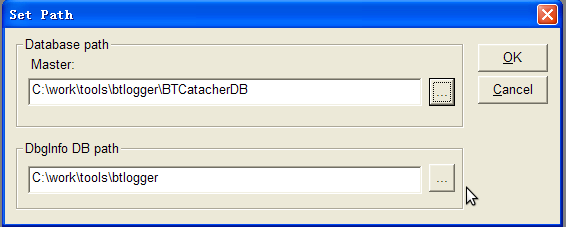 Set Path
Database path
Master:
C:\work\tools\btlogger\BTCatacherDB
...
OK
Cancel
DbgInfo DB path
C:\work\tools\btlogger
...